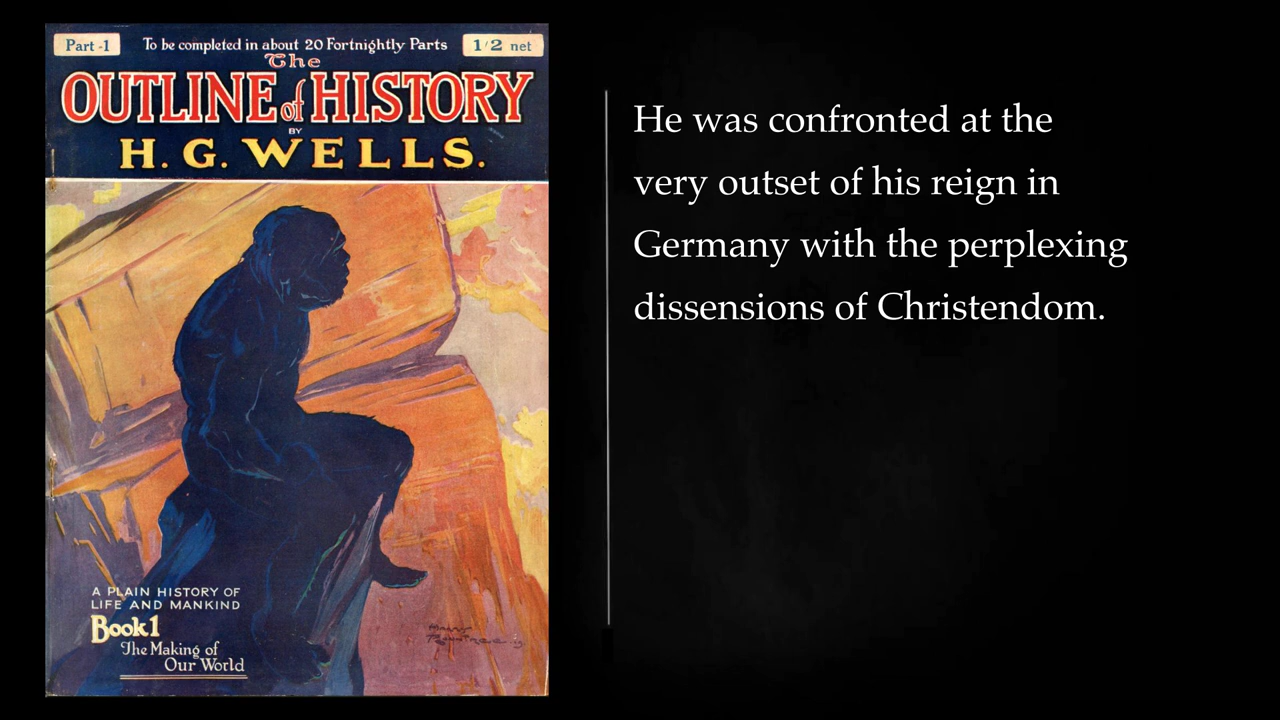 Part -1
To be completed in about 20 Fortnightly Parts
1/2 net
The
OUTLINE of HISTORY
BY
H. G. WELLS.
A PLAIN HISTORY OF
LIFE AND MANKIND
Book 1
The Making of
Our World
He was confronted at the
very outset of his reign in
Germany with the perplexing
dissensions of Christendom.